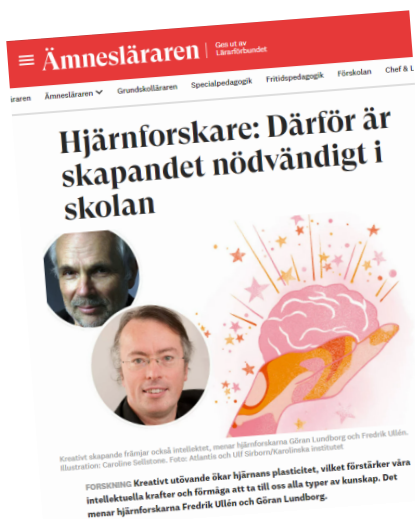 Ämnesläraren
Ges ut av
Lärarförbundet
iraren Ämnesläraren Grundskolläraren Specialpedagogik Fritidspedagogik Förskolan Chef & L
Hjärnforskare: Därför är
skapandet nödvändigt i
skolan
Kreativt skapande främjar också intellektet, menar hjärnforskarna Göran Lundborg och Fredrik Ullén.
Illustration: Caroline Sellstone. Foto: Atlantis och Ulf Sirborn/Karolinska institutet
FORSKNING Kreativt utövande ökar hjärnans plasticitet, vilket förstärker våra
intellektuella krafter och förmåga att ta till oss alla typer av kunskap. Det
menar hjärnforskarna Fredrik Ullén och Göran Lundborg.